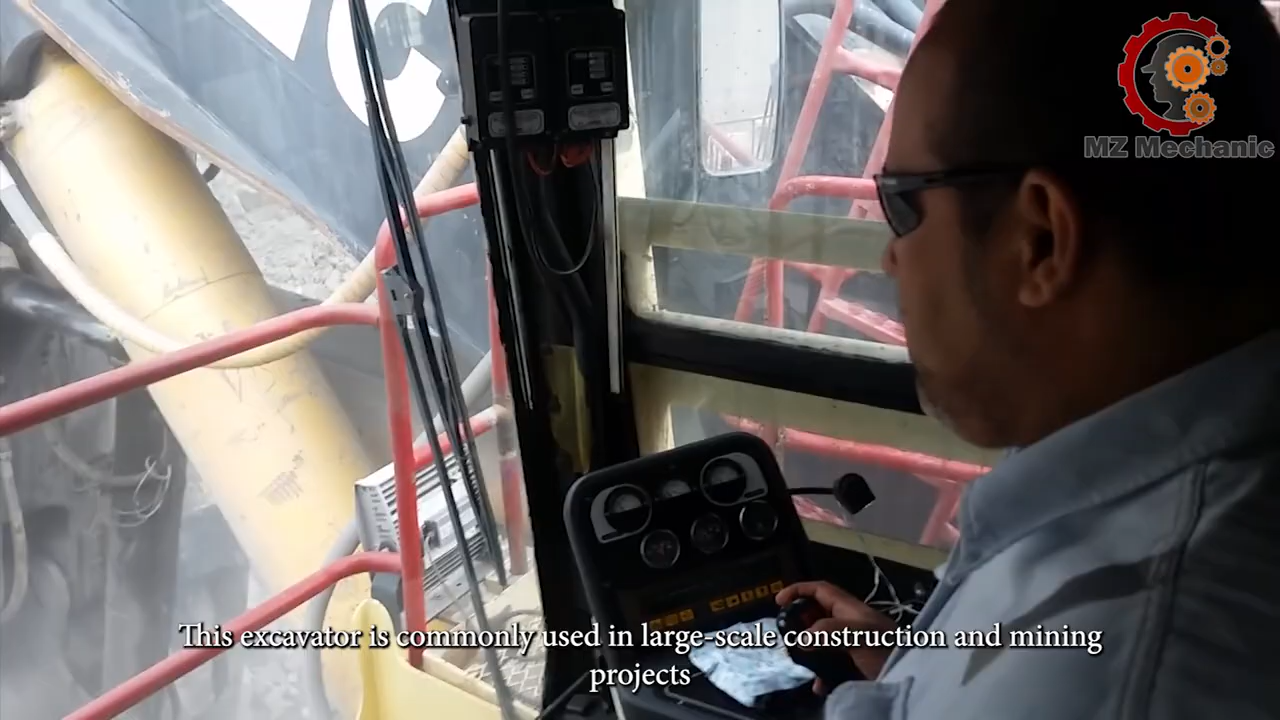 MZ Mechanic
This excavator is commonly used in large-scale construction and mining
projects